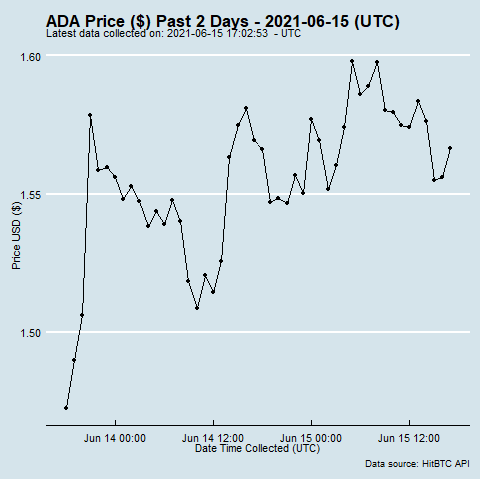 ADA Price ($) Past 2 Days - 2021-06-15 (UTC)
Latest data collected on: 2021-06-15 17:02:53 - UTC
1.60
1.55
1.50
Price USD ($)
Jun 14 00:00 Jun 14 12:00 Jun 15 00:00 Jun 15 12:00
Date Time Collected (UTC)
Data source: HitBTC API